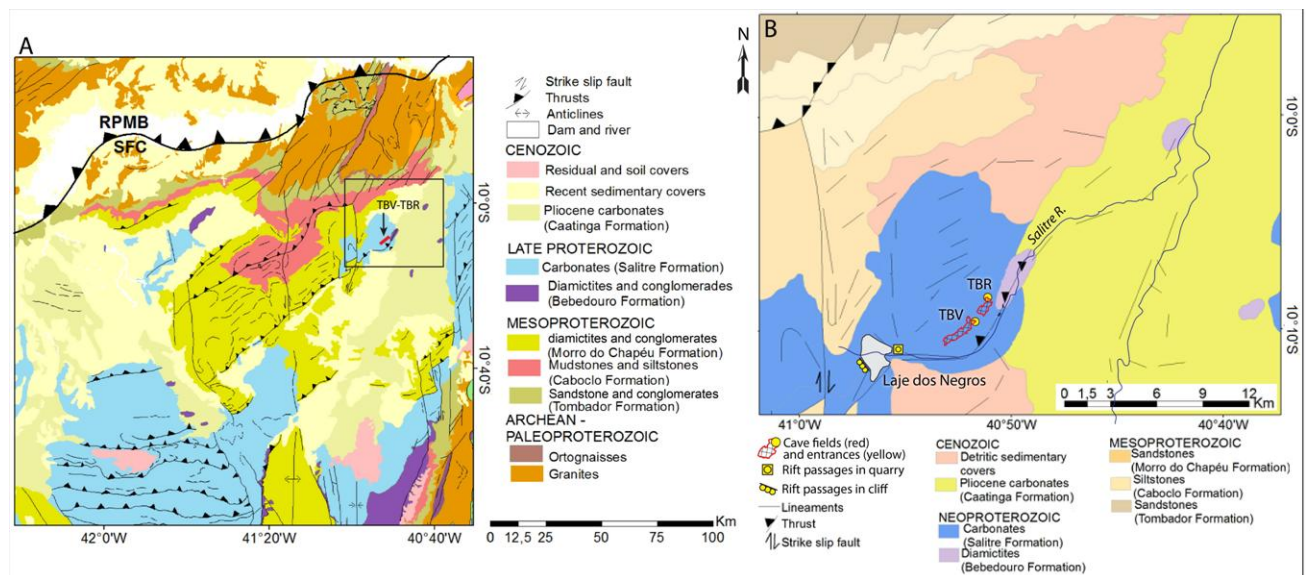 A
RPMB
SFC
TBV-TBR
10°0'S
10°40'S
42°0'W
41°20'W
40°40'W
Strike slip fault
Thrusts
Anticlines
Dam and river
CENOZOIC
Residual and soil covers
Recent sedimentary covers
Pliocene carbonates
(Caatinga Formation)
LATE PROTEROZOIC
Carbonates (Salitre Formation)
Diamictites and conglomerades
(Bebedouro Formation)
MESOPROTEROZOIC
diamictites and conglomerates
(Morro do Chapéu Formation)
Mudstones and siltstones
(Caboclo Formation)
Sandstone and conglomerates
(Tombador Formation)
ARCHEAN -
PALEOPROTEROZOIC
Ortognaisses
Granites
0 12,5 25 50 75 100
Km
B
N
Salitre R.
TBR
TBV
Laje dos Negros
10°0'S
10°0'S
0 1,5 3 6 9 12
Km
41°0'W
40°50'W
40°40'W
Cave fields (red)
and entrances (yellow)
Rift passages in quarry
Rift passages in cliff
Lineaments
Thrust
Strike slip fault
CENOZOIC
Detritic sedimentary
covers
Pliocene carbonates
(Caatinga Formation)
NEOPROTEROZOIC
Carbonates
(Salitre Formation)
Diamictites
(Bebedouro Formation)
MESOPROTEROZOIC
Sandstones
(Morro do Chapéu Formation)
Siltstones
(Caboclo Formation)
Sandstones
(Tombador Formation)